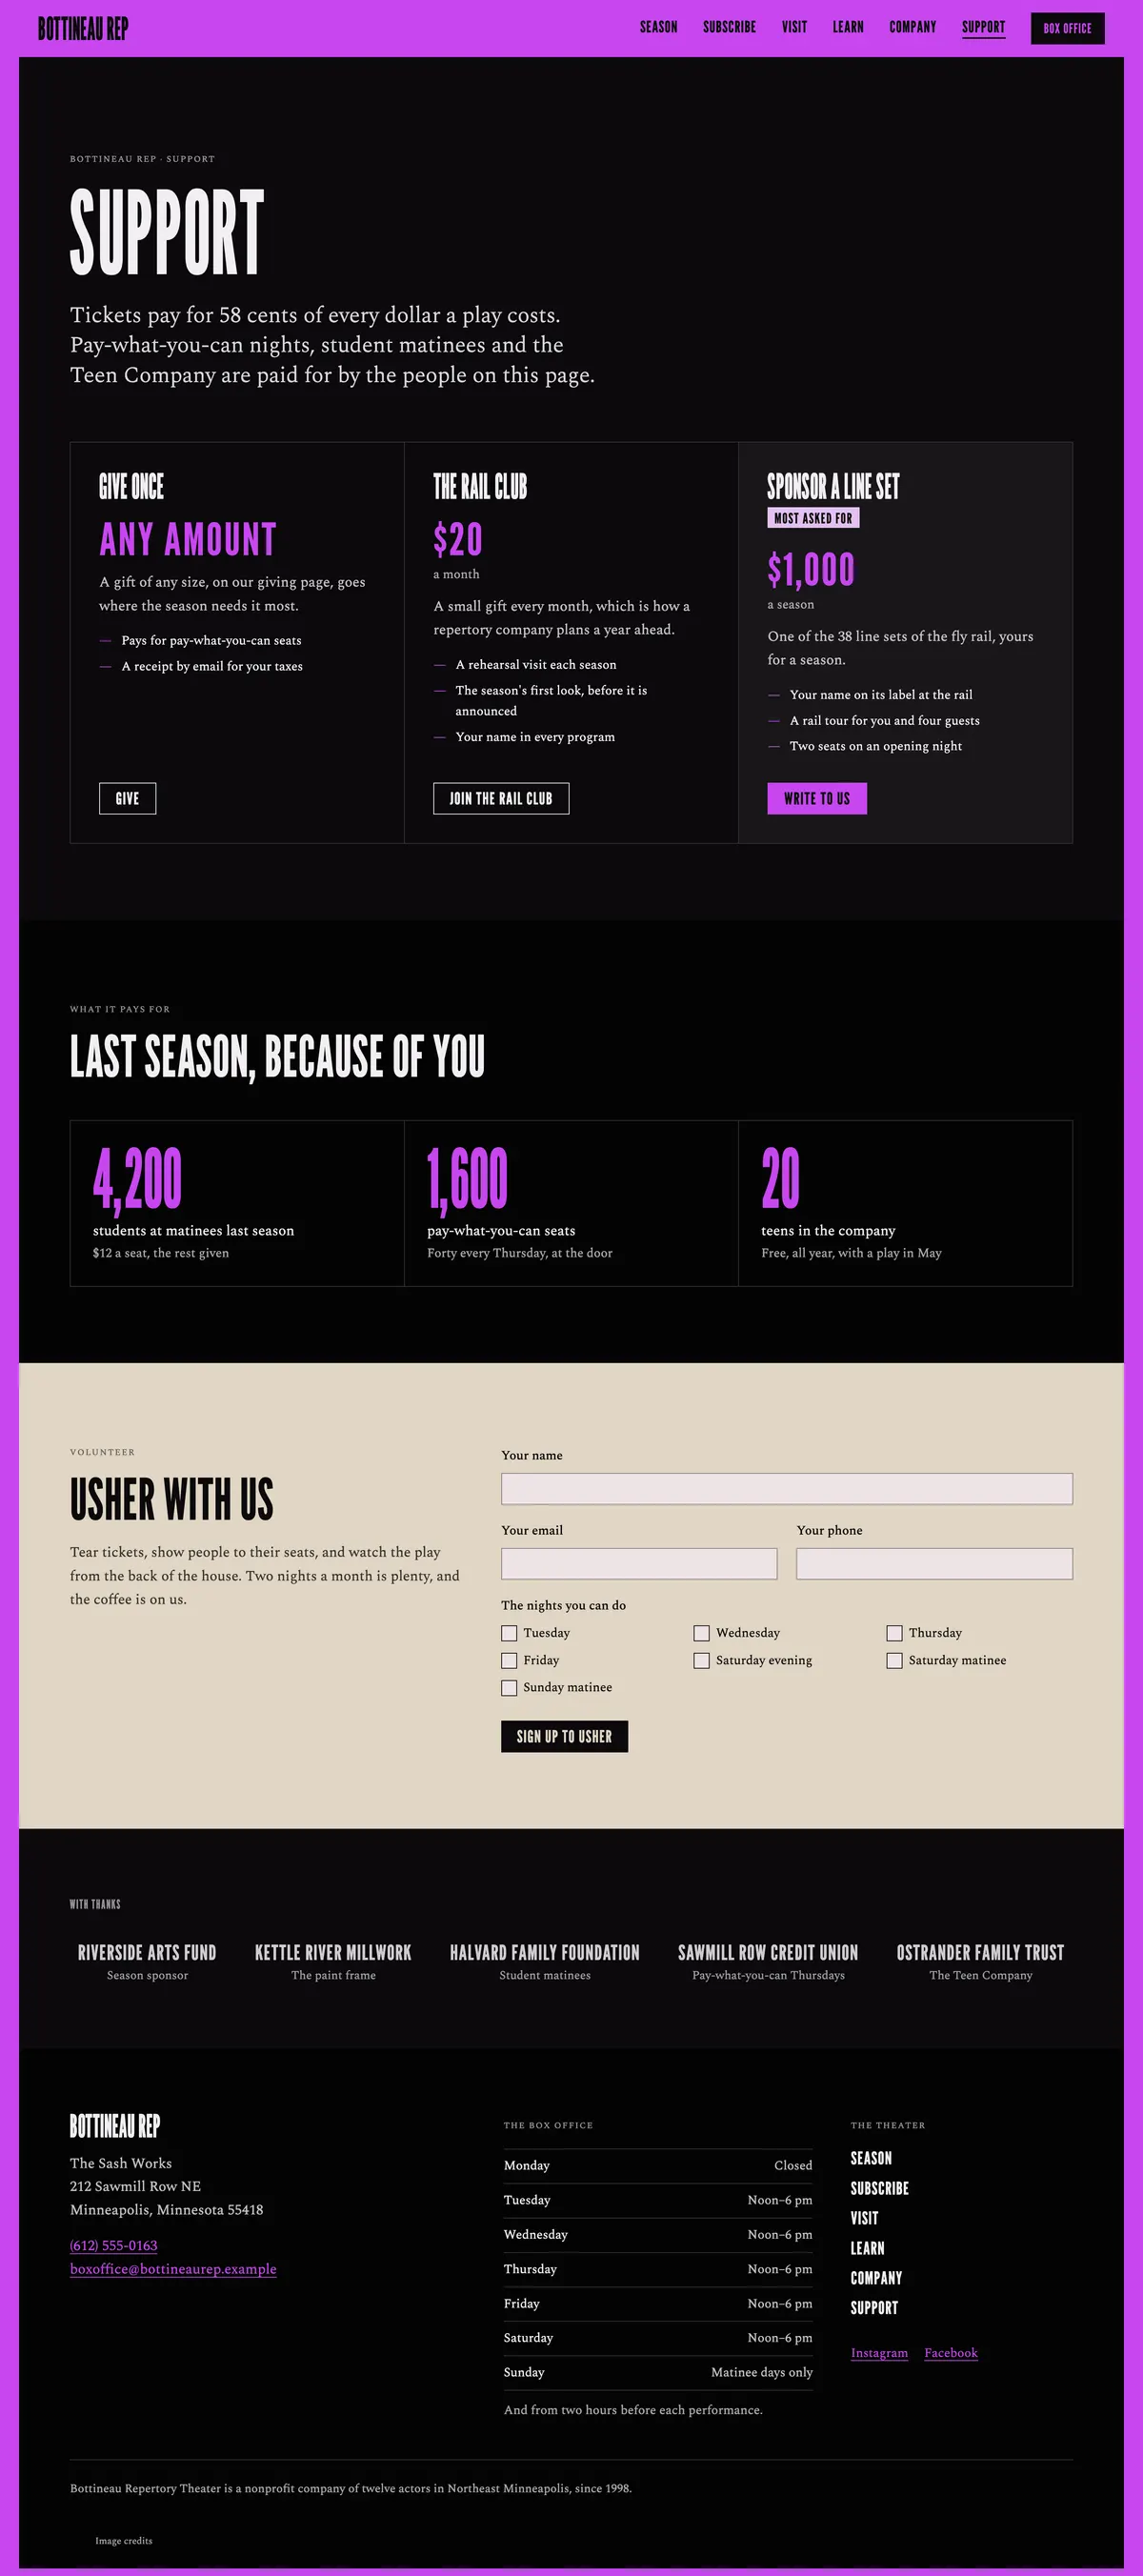 BOTTINEAU REP
SEASON
SUBSCRIBE
VISIT
LEARN
COMPANY
SUPPORT
BOX OFFICE
BOTTINEAU REP · SUPPORT
SUPPORT
Tickets pay for 58 cents of every dollar a play costs.
Pay-what-you-can nights, student matinees and the
Teen Company are paid for by the people on this page.
GIVE ONCE
ANY AMOUNT
A gift of any size, on our giving page, goes
where the season needs it most.
— Pays for pay-what-you-can seats
— A receipt by email for your taxes
GIVE
THE RAIL CLUB
$20
a month
A small gift every month, which is how a
repertory company plans a year ahead.
— A rehearsal visit each season
— The season's first look, before it is
announced
— Your name in every program
JOIN THE RAIL CLUB
SPONSOR A LINE SET
MOST ASKED FOR
$1,000
a season
One of the 38 line sets of the fly rail, yours
for a season.
— Your name on its label at the rail
— A rail tour for you and four guests
— Two seats on an opening night
WRITE TO US
WHAT IT PAYS FOR
LAST SEASON, BECAUSE OF YOU
4,200
students at matinees last season
$12 a seat, the rest given
1,600
pay-what-you-can seats
Forty every Thursday, at the door
20
teens in the company
Free, all year, with a play in May
VOLUNTEER
USHER WITH US
Tear tickets, show people to their seats, and watch the play
from the back of the house. Two nights a month is plenty, and
the coffee is on us.
Your name
Your email
Your phone
The nights you can do
Tuesday
Wednesday
Thursday
Friday
Saturday evening
Saturday matinee
Sunday matinee
SIGN UP TO USHER
WITH THANKS
RIVERSIDE ARTS FUND
Season sponsor
KETTLE RIVER MILLWORK
The paint frame
HALVARD FAMILY FOUNDATION
Student matinees
SAWMILL ROW CREDIT UNION
Pay-what-you-can Thursdays
OSTRANDER FAMILY TRUST
The Teen Company
BOTTINEAU REP
The Sash Works
212 Sawmill Row NE
Minneapolis, Minnesota 55418
(612) 555-0163
boxoffice@bottineaurep.example
THE BOX OFFICE
Monday Closed
Tuesday Noon–6 pm
Wednesday Noon–6 pm
Thursday Noon–6 pm
Friday Noon–6 pm
Saturday Noon–6 pm
Sunday Matinee days only
And from two hours before each performance.
THE THEATER
SEASON
SUBSCRIBE
VISIT
LEARN
COMPANY
SUPPORT
Instagram
Facebook
Bottineau Repertory Theater is a nonprofit company of twelve actors in Northeast Minneapolis, since 1998.
Image credits